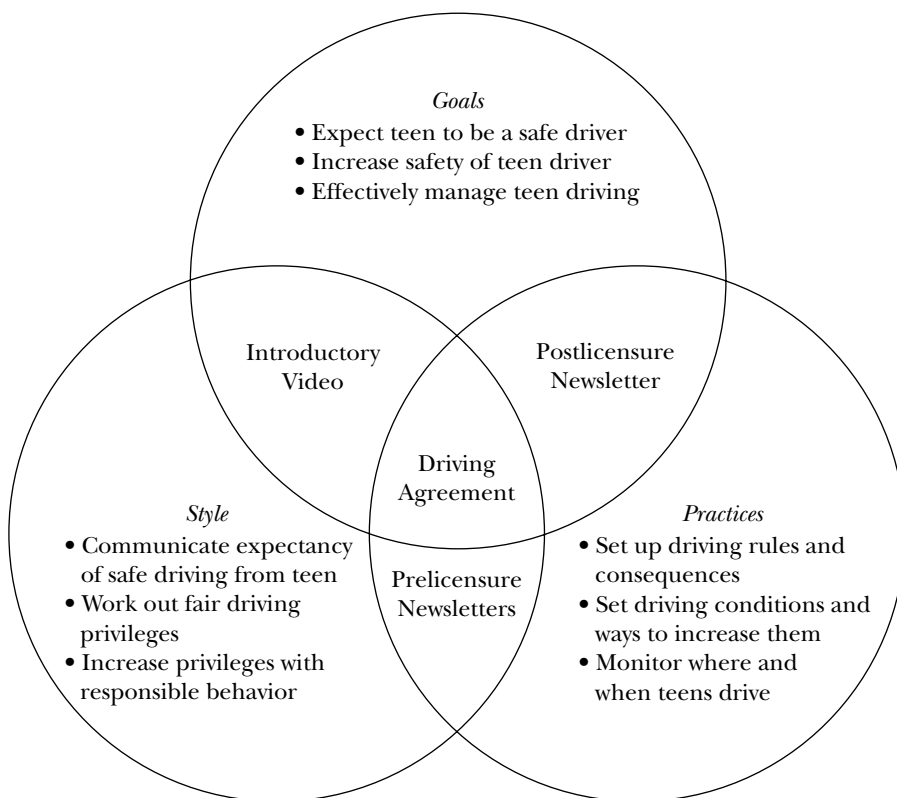 Goals
• Expect teen to be a safe driver
• Increase safety of teen driver
• Effectively manage teen driving
Introductory
Video
Postlicensure
Newsletter
Driving
Agreement
Style
• Communicate expectancy
of safe driving from teen
• Work out fair driving
privileges
• Increase privileges with
responsible behavior
Prelicensure
Newsletters
Practices
• Set up driving rules and
consequences
• Set driving conditions and
ways to increase them
• Monitor where and
when teens drive